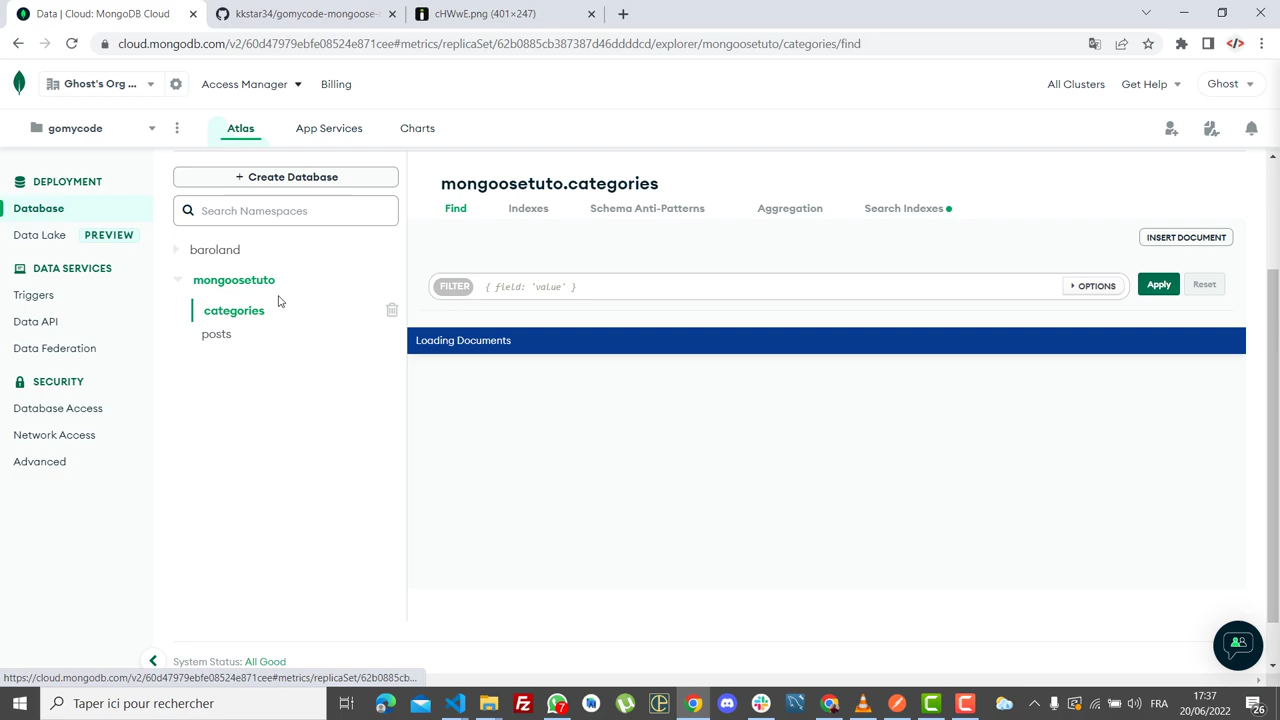 Data | Cloud: MongoDB Cloud
kkstar34/gomycode-mongoose-
cHWwE.png (401×247)
cloud.mongodb.com/v2/60d47979ebfe08524e871cee#metrics/replicaSet/62b0885cb387387d46ddddcd/explorer/mongoosetuto/categories/find
Ghost's Org ...
Access Manager
Billing
All Clusters
Get Help
Ghost
gomycode
Atlas
App Services
Charts
DEPLOYMENT
Database
Data Lake PREVIEW
DATA SERVICES
Triggers
Data API
Data Federation
SECURITY
Database Access
Network Access
Advanced
+ Create Database
Search Namespaces
baroland
mongoosetuto
categories
posts
mongoosetuto.categories
Find
Indexes
Schema Anti-Patterns
Aggregation
Search Indexes
INSERT DOCUMENT
FILTER { field: 'value' }
OPTIONS
Apply
Reset
Loading Documents
System Status: All Good
https://cloud.mongodb.com/v2/60d47979ebfe08524e871cee#metrics/replicaSet/62b0885cb...
Taper ici pour rechercher
7
FRA
17:37
20/06/2022
26